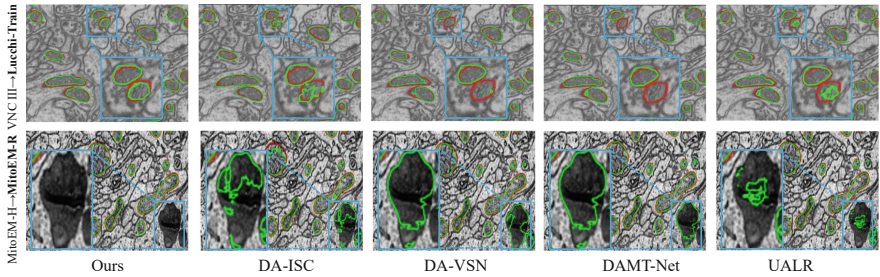 VNC III→Lucchi-Train
MitoEM-H→MitoEM-R
Ours
DA-ISC
DA-VSN
DAMT-Net
UALR